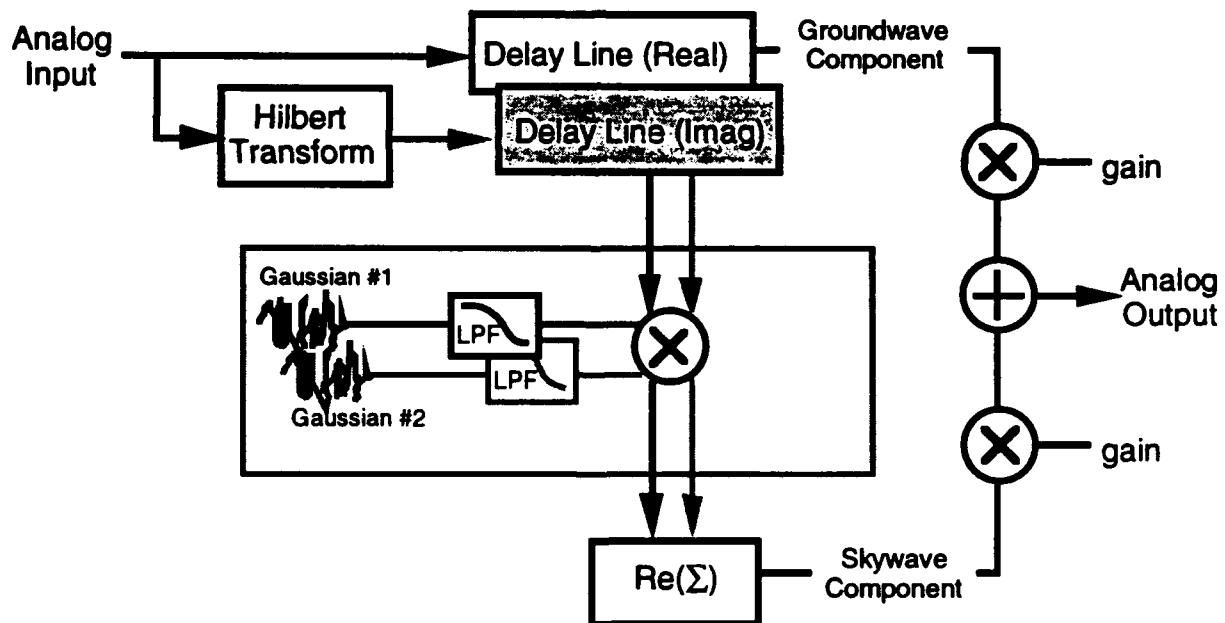 Analog
Input
Delay Line (Real)
Groundwave
Component
Hilbert
Transform
Delay Line (Imag)
gain
Gaussian #1
LPF
LPF
Gaussian #2
Analog
Output
gain
Re(Σ)
Skywave
Component